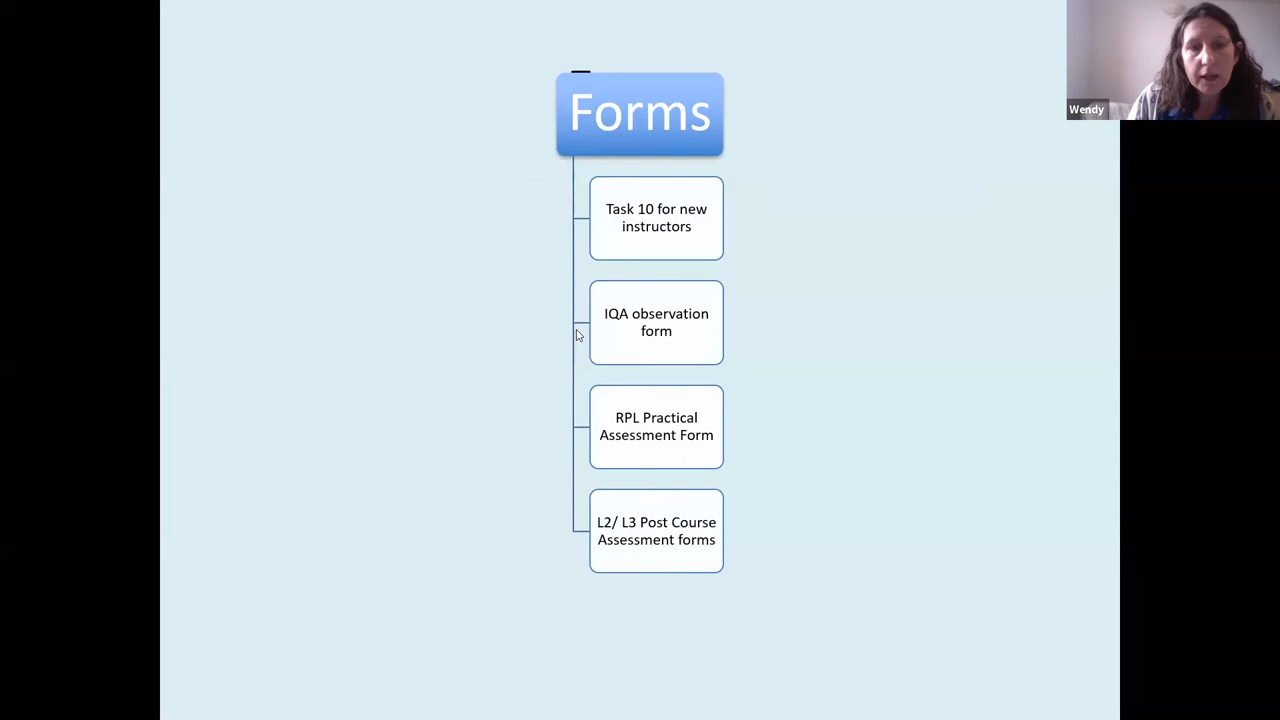 Forms
Task 10 for new
instructors
IQA observation
form
RPL Practical
Assessment Form
L2/ L3 Post Course
Assessment forms
Wendy